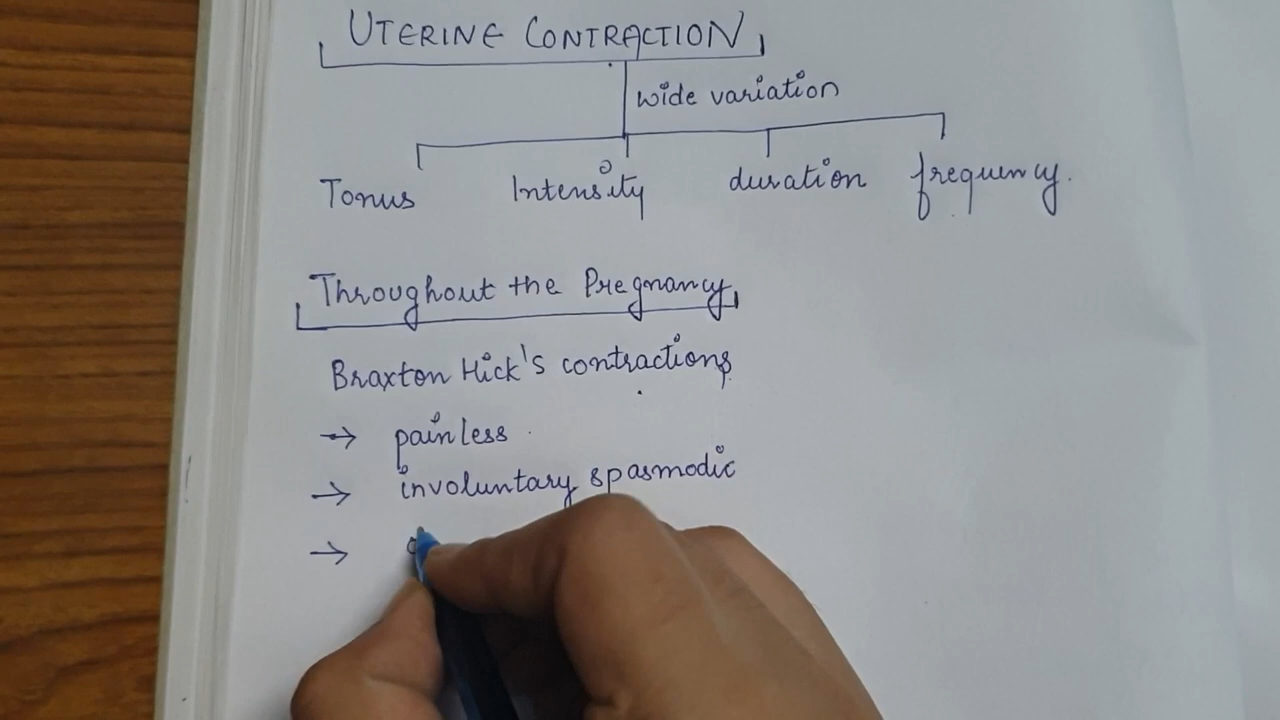 UTERINE CONTRACTION
wide variation
Tonus Intensity duration frequency.
Throughout the Pregnancy
Braxton Hick's contractions
→ painless
→ involuntary spasmodic
→